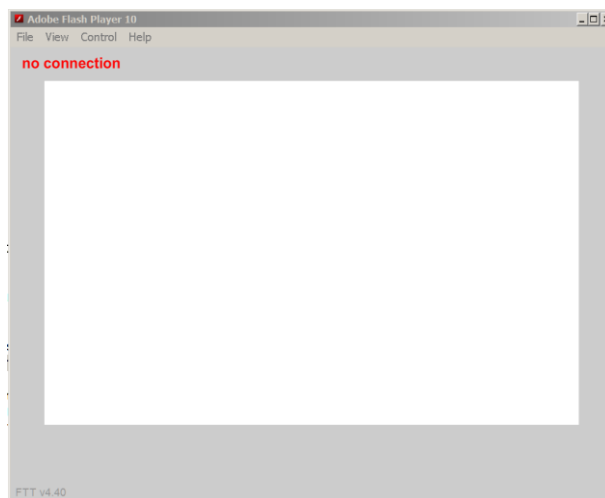 Adobe Flash Player 10
File View Control Help
no connection
FTT v4.40